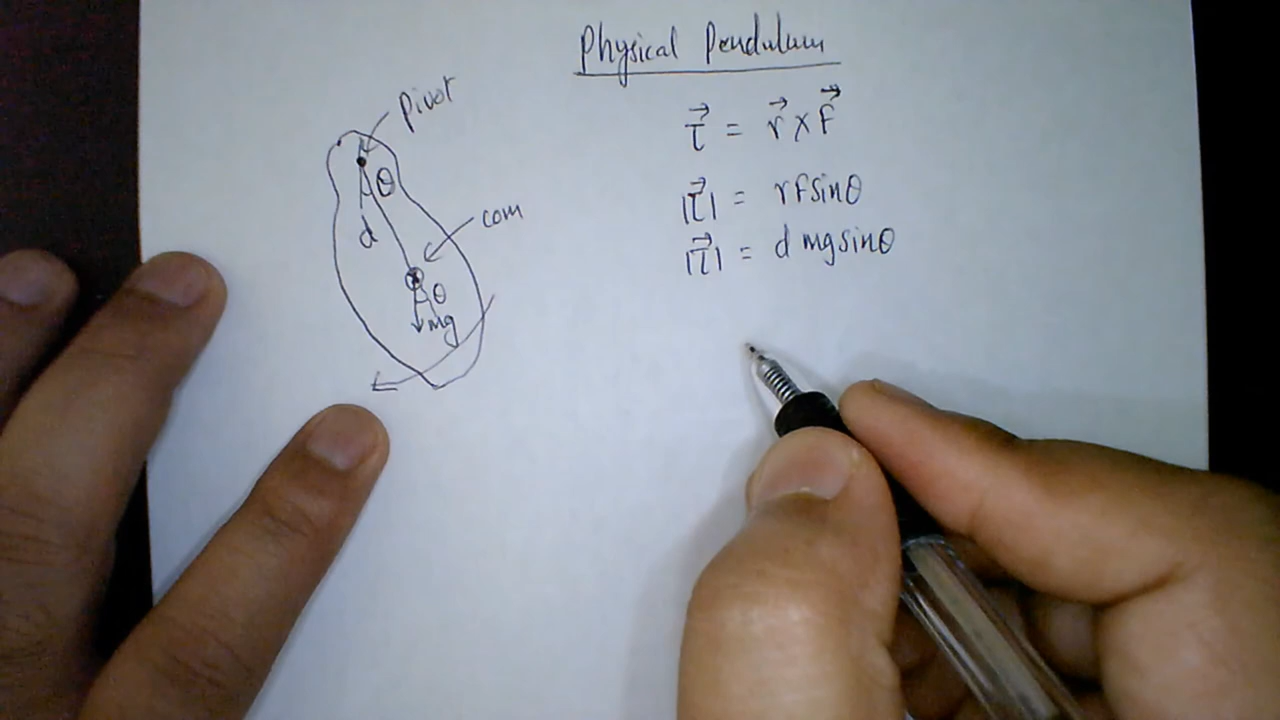 Physical Pendulum
pivot
τ⃗ = r⃗ × F⃗
θ
|τ⃗| = rFsinθ
d
com
|τ⃗| = d mgsinθ
θ
mg